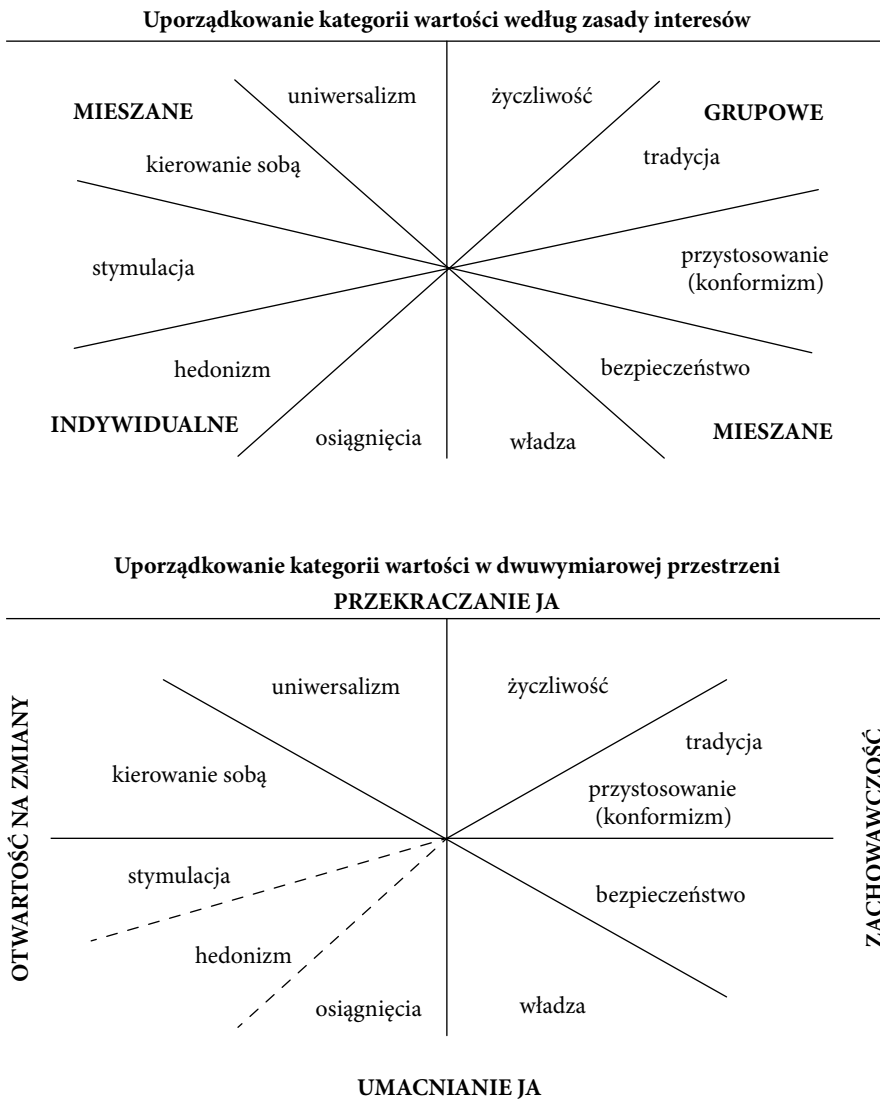 Uporządkowanie kategorii wartości według zasady interesów
uniwersalizm
życzliwość
MIESZANE
GRUPOWE
kierowanie sobą
tradycja
stymulacja
przystosowanie
(konformizm)
hedonizm
bezpieczeństwo
INDYWIDUALNE
MIESZANE
osiągnięcia
władza
Uporządkowanie kategorii wartości w dwuwymiarowej przestrzeni
PRZEKRACZANIE JA
OTWARTOŚĆ NA ZMIANY
uniwersalizm
życzliwość
tradycja
kierowanie sobą
przystosowanie
(konformizm)
ZACHOWAWCZOŚĆ
stymulacja
bezpieczeństwo
hedonizm
osiągnięcia
władza
UMACNIANIE JA